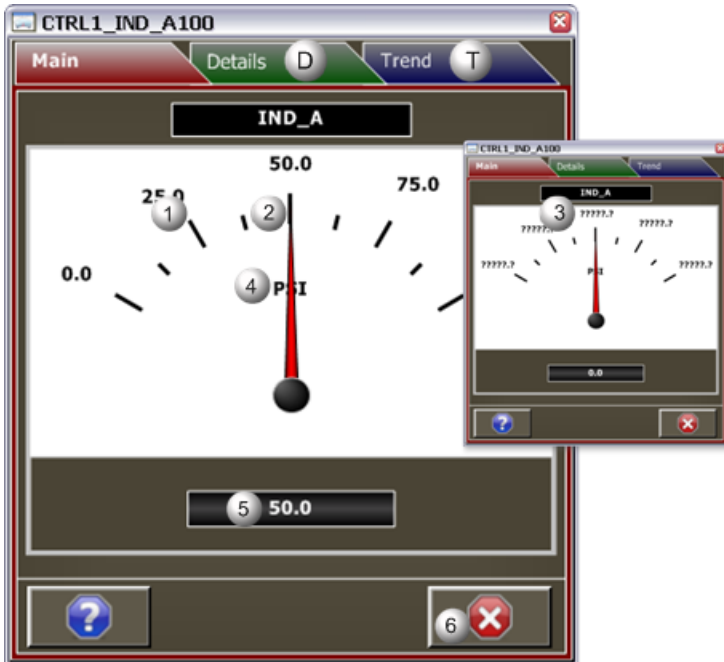 CTRL1_IND_A100
Main Details D Trend T
IND_A
50.0
25.0 75.0
1 2
0.0
4 PSI
5 50.0
?
6
CTRL1_IND_A100
Main Details Trend
IND_A
3 ?????.?
?????.? ?????.?
?????.? ?????.?
PSI
0.0
?